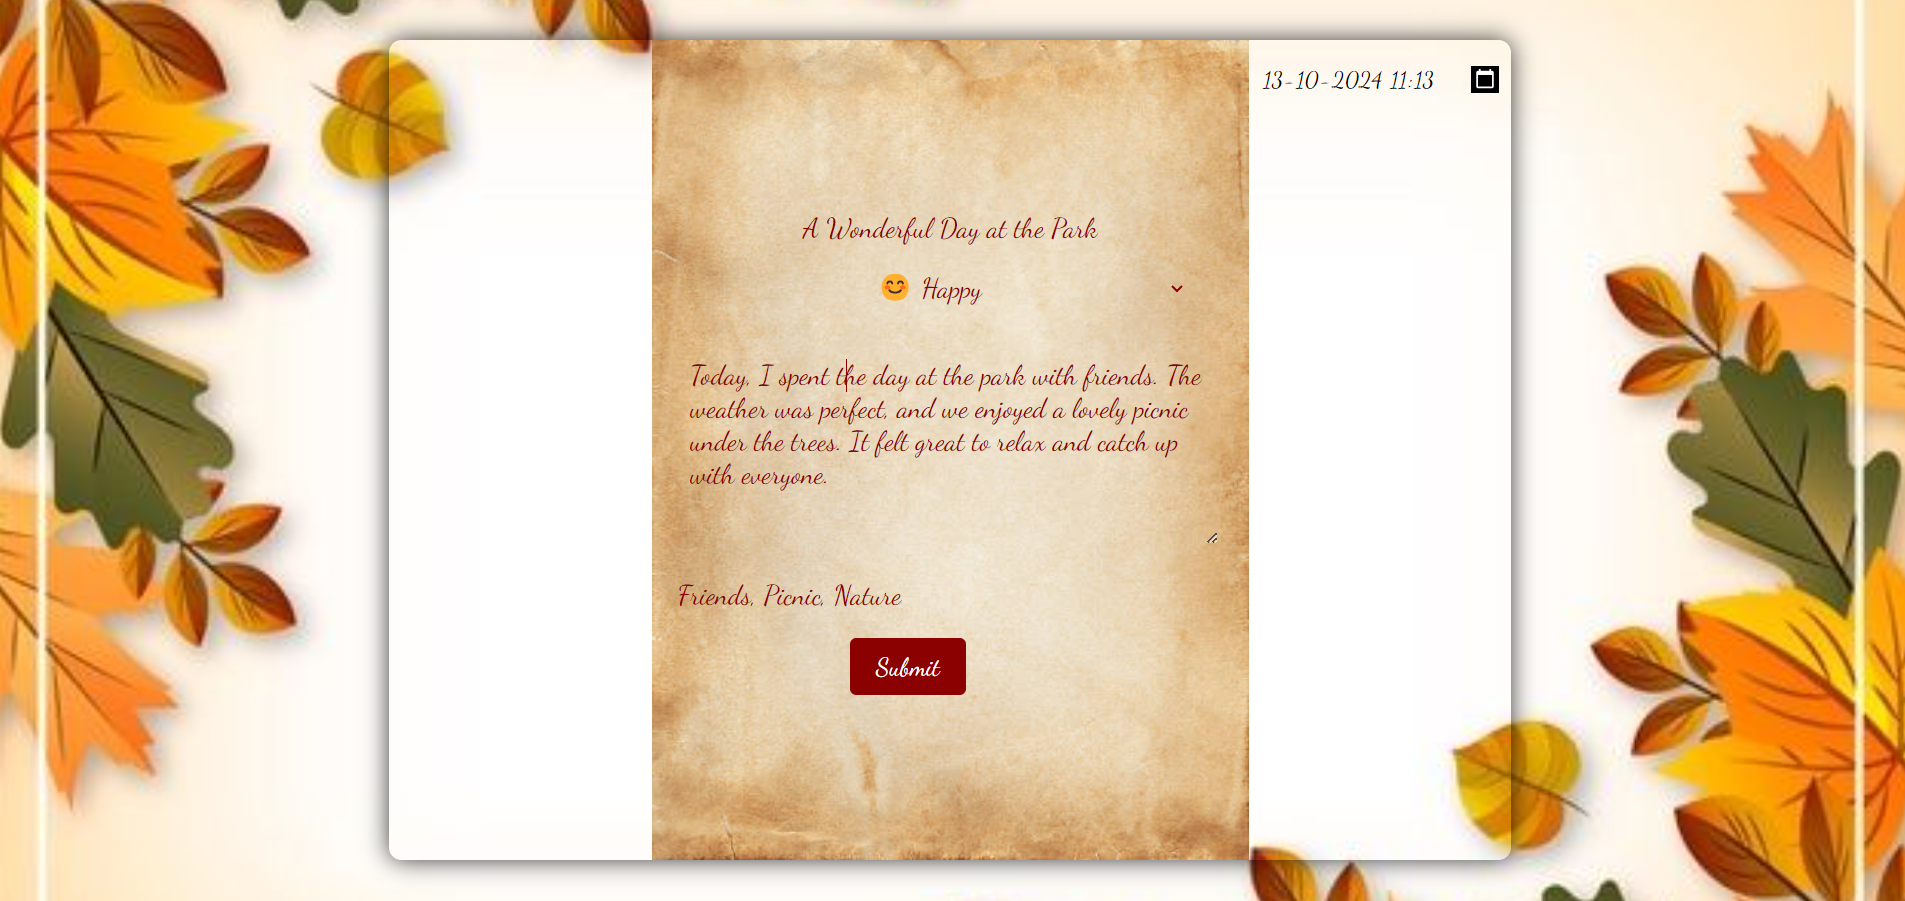 13-10-2024 11:13
A Wonderful Day at the Park
😊 Happy
Today, I spent the day at the park with friends. The
weather was perfect, and we enjoyed a lovely picnic
under the trees. It felt great to relax and catch up
with everyone.
Friends, Picnic, Nature
Submit